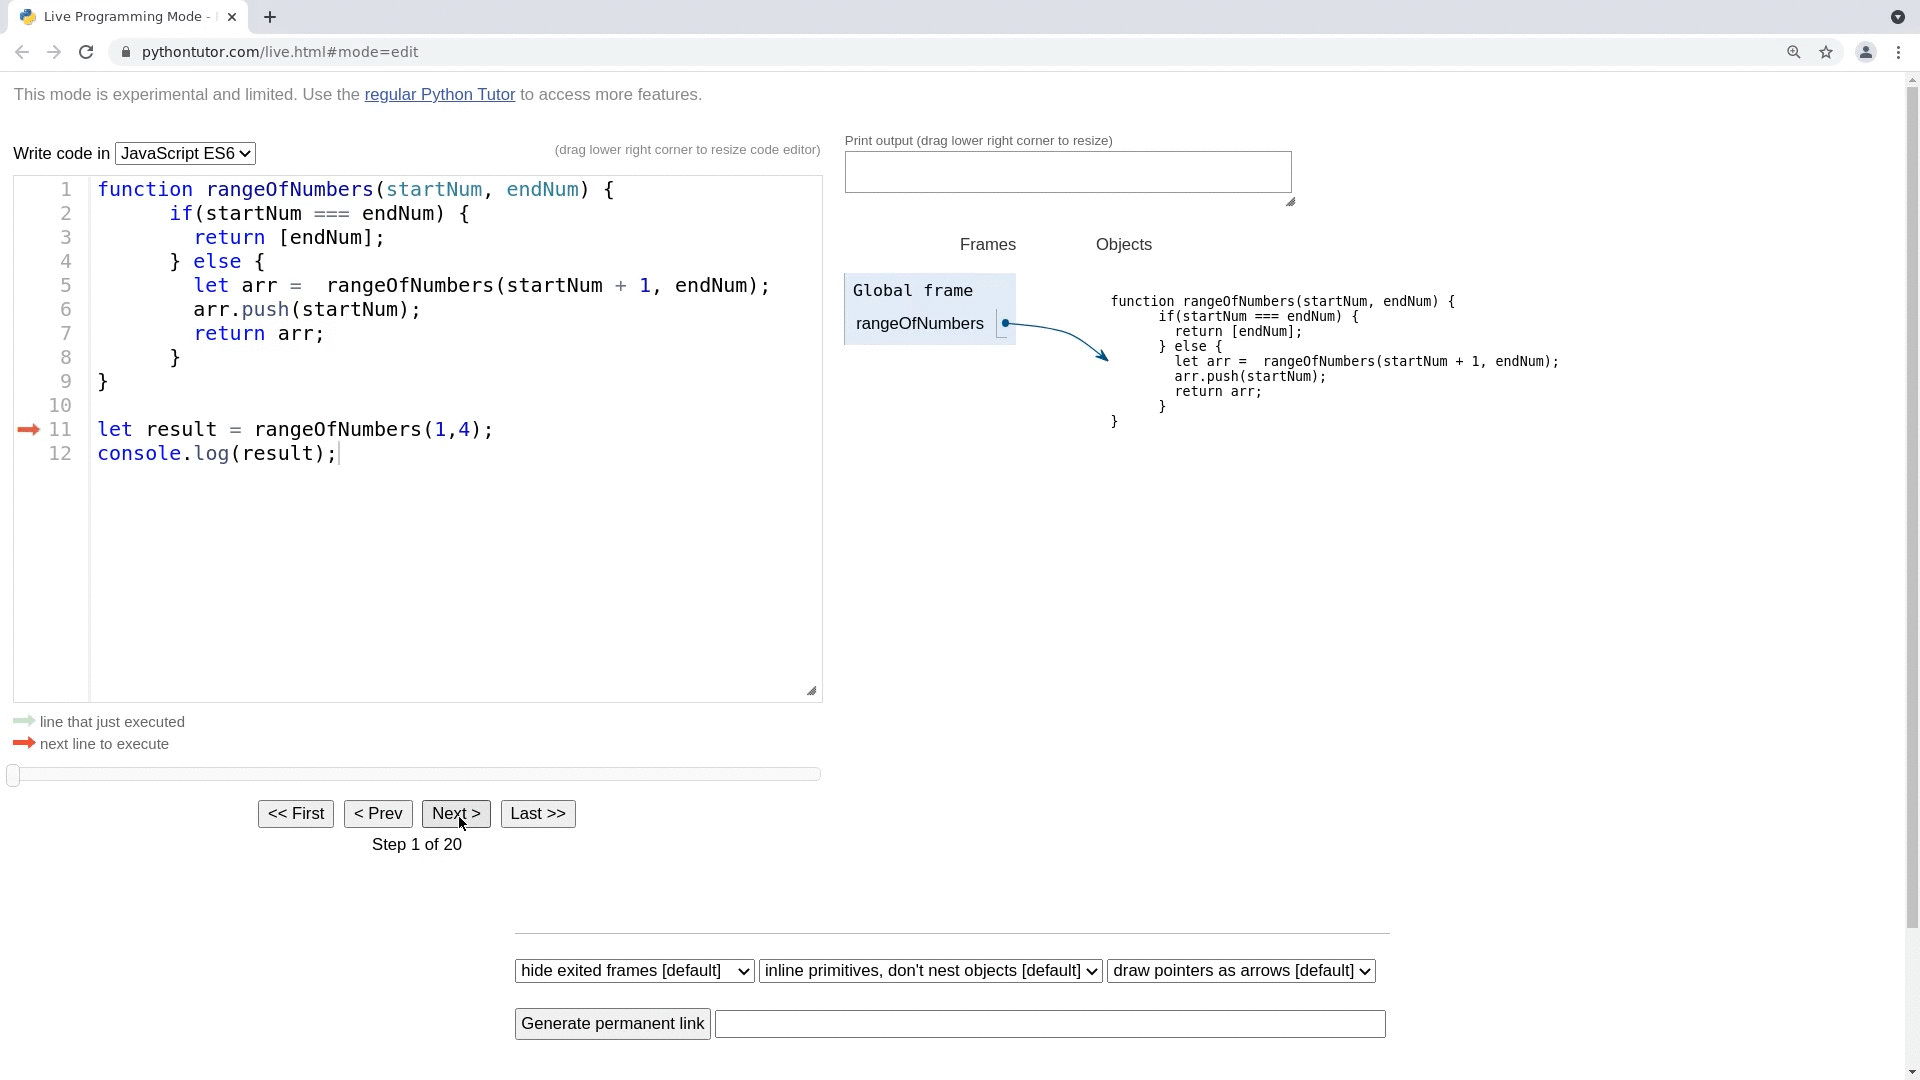 Live Programming Mode -
pythontutor.com/live.html#mode=edit
This mode is experimental and limited. Use the regular Python Tutor to access more features.
Write code in JavaScript ES6
(drag lower right corner to resize code editor)
1 function rangeOfNumbers(startNum, endNum) {
2 if(startNum === endNum) {
3 return [endNum];
4 } else {
5 let arr =  rangeOfNumbers(startNum + 1, endNum);
6 arr.push(startNum);
7 return arr;
8 }
9 }
10
11 let result = rangeOfNumbers(1,4);
12 console.log(result);
line that just executed
next line to execute
<< First < Prev Next > Last >>
Step 1 of 20
Print output (drag lower right corner to resize)
Frames Objects
Global frame
rangeOfNumbers
function rangeOfNumbers(startNum, endNum) {
if(startNum === endNum) {
return [endNum];
} else {
let arr =  rangeOfNumbers(startNum + 1, endNum);
arr.push(startNum);
return arr;
}
}
hide exited frames [default] inline primitives, don't nest objects [default] draw pointers as arrows [default]
Generate permanent link